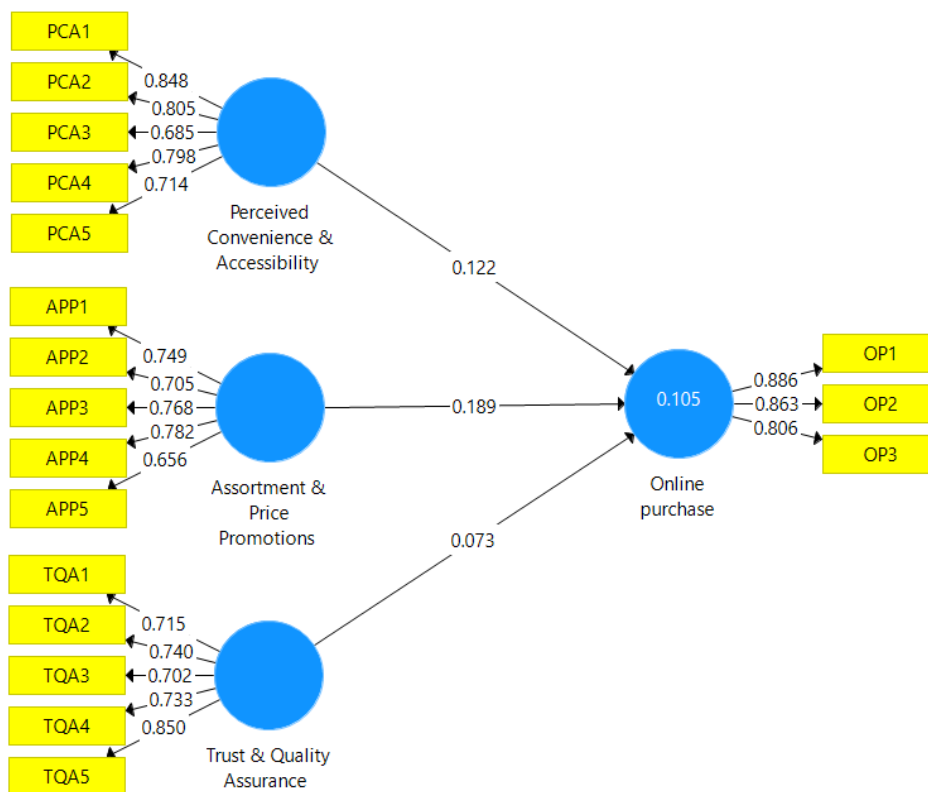 PCA1
PCA2
PCA3
PCA4
PCA5
0.848
0.805
0.685
0.798
0.714
Perceived
Convenience &
Accessibility
0.122
APP1
APP2
APP3
APP4
APP5
0.749
0.705
0.768
0.782
0.656
Assortment &
Price
Promotions
0.189
TQA1
TQA2
TQA3
TQA4
TQA5
0.715
0.740
0.702
0.733
0.850
Trust & Quality
Assurance
0.073
0.105
Online
purchase
0.886
0.863
0.806
OP1
OP2
OP3